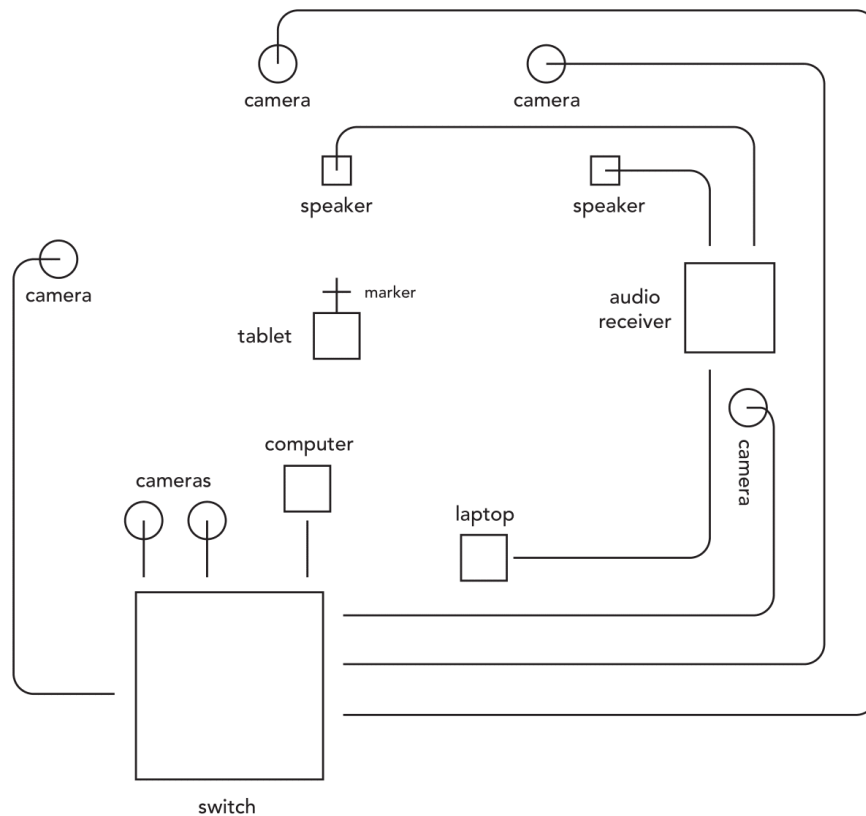 camera
camera
speaker
speaker
camera
marker
audio
receiver
tablet
computer
camera
cameras
laptop
switch